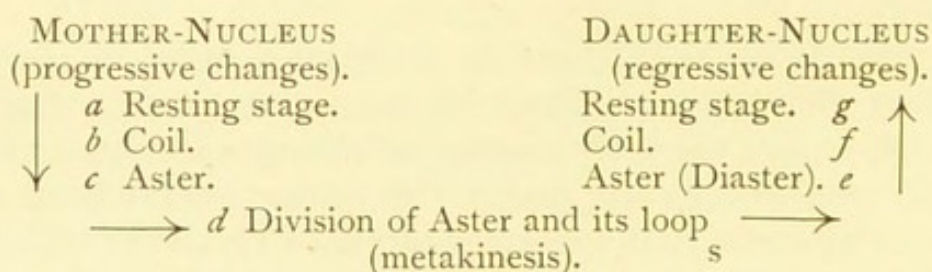 MOTHER-NUCLEUS
(progressive changes).
a Resting stage.
b Coil.
c Aster.
DAUGHTER-NUCLEUS
(regressive changes).
Resting stage. g
Coil. f
Aster (Diaster). e
d Division of Aster and its loop s
(metakinesis).